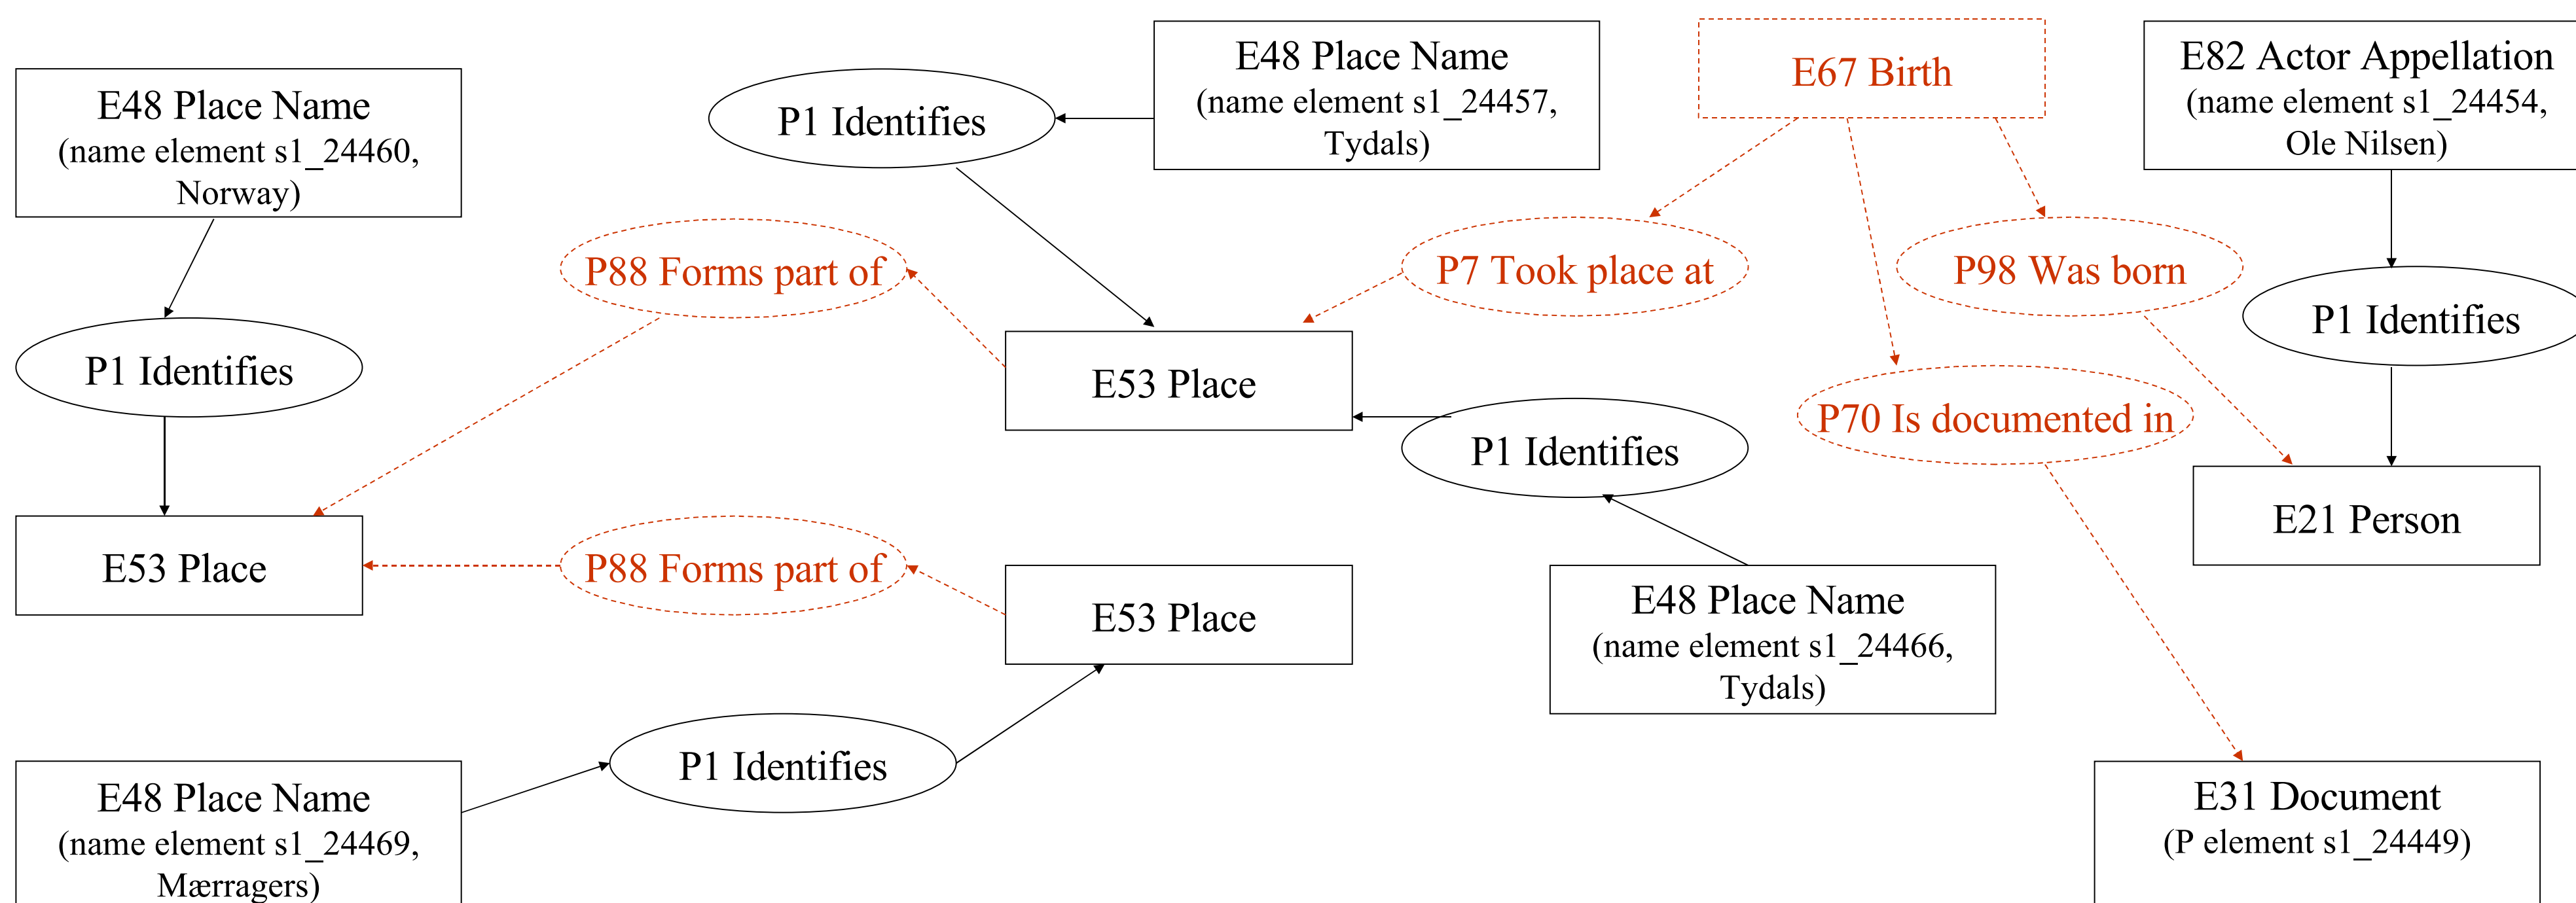 E48 Place Name
(name element s1_24460,
Norway)
P1 Identifies
E48 Place Name
(name element s1_24457,
Tydals)
E67 Birth
E82 Actor Appellation
(name element s1_24454,
Ole Nilsen)
P88 Forms part of
P7 Took place at
P98 Was born
P1 Identifies
P1 Identifies
E53 Place
P70 Is documented in
P1 Identifies
E53 Place
P88 Forms part of
E53 Place
E21 Person
E48 Place Name
(name element s1_24466,
Tydals)
P1 Identifies
E48 Place Name
(name element s1_24469,
Mærragers)
E31 Document
(P element s1_24449)